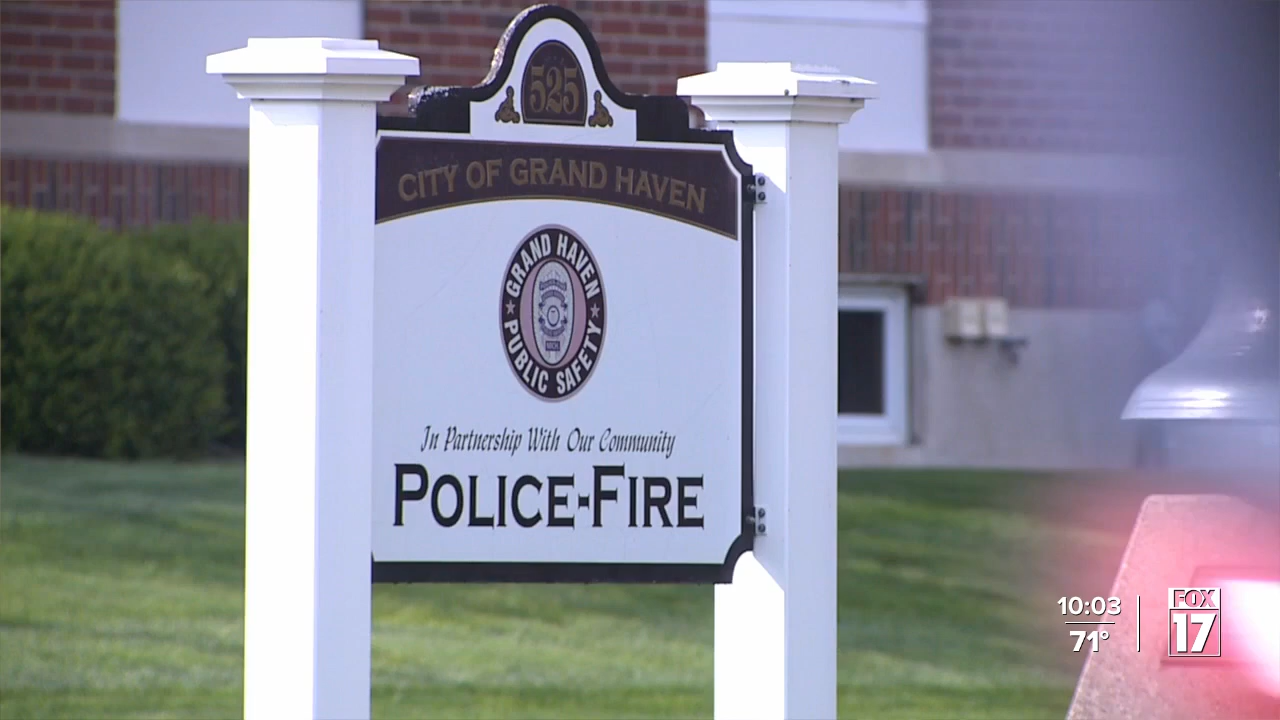 525
CITY OF GRAND HAVEN
GRAND HAVEN
PUBLIC SAFETY
In Partnership With Our Community
POLICE-FIRE
10:03
71°
FOX
17